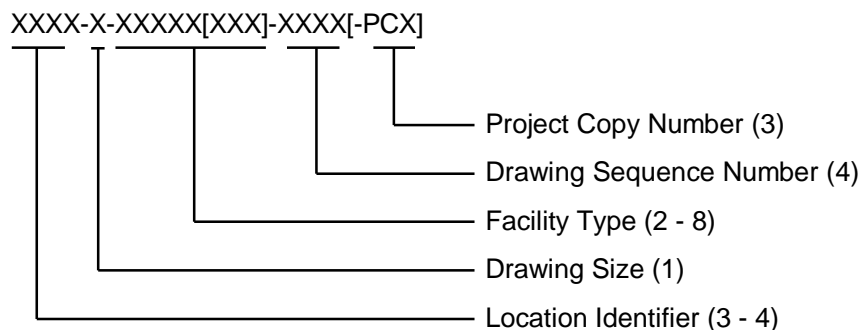 XXXX-X-XXXXX[XXX]-XXXX[-PCX]
Project Copy Number (3)
Drawing Sequence Number (4)
Facility Type (2 - 8)
Drawing Size (1)
Location Identifier (3 - 4)